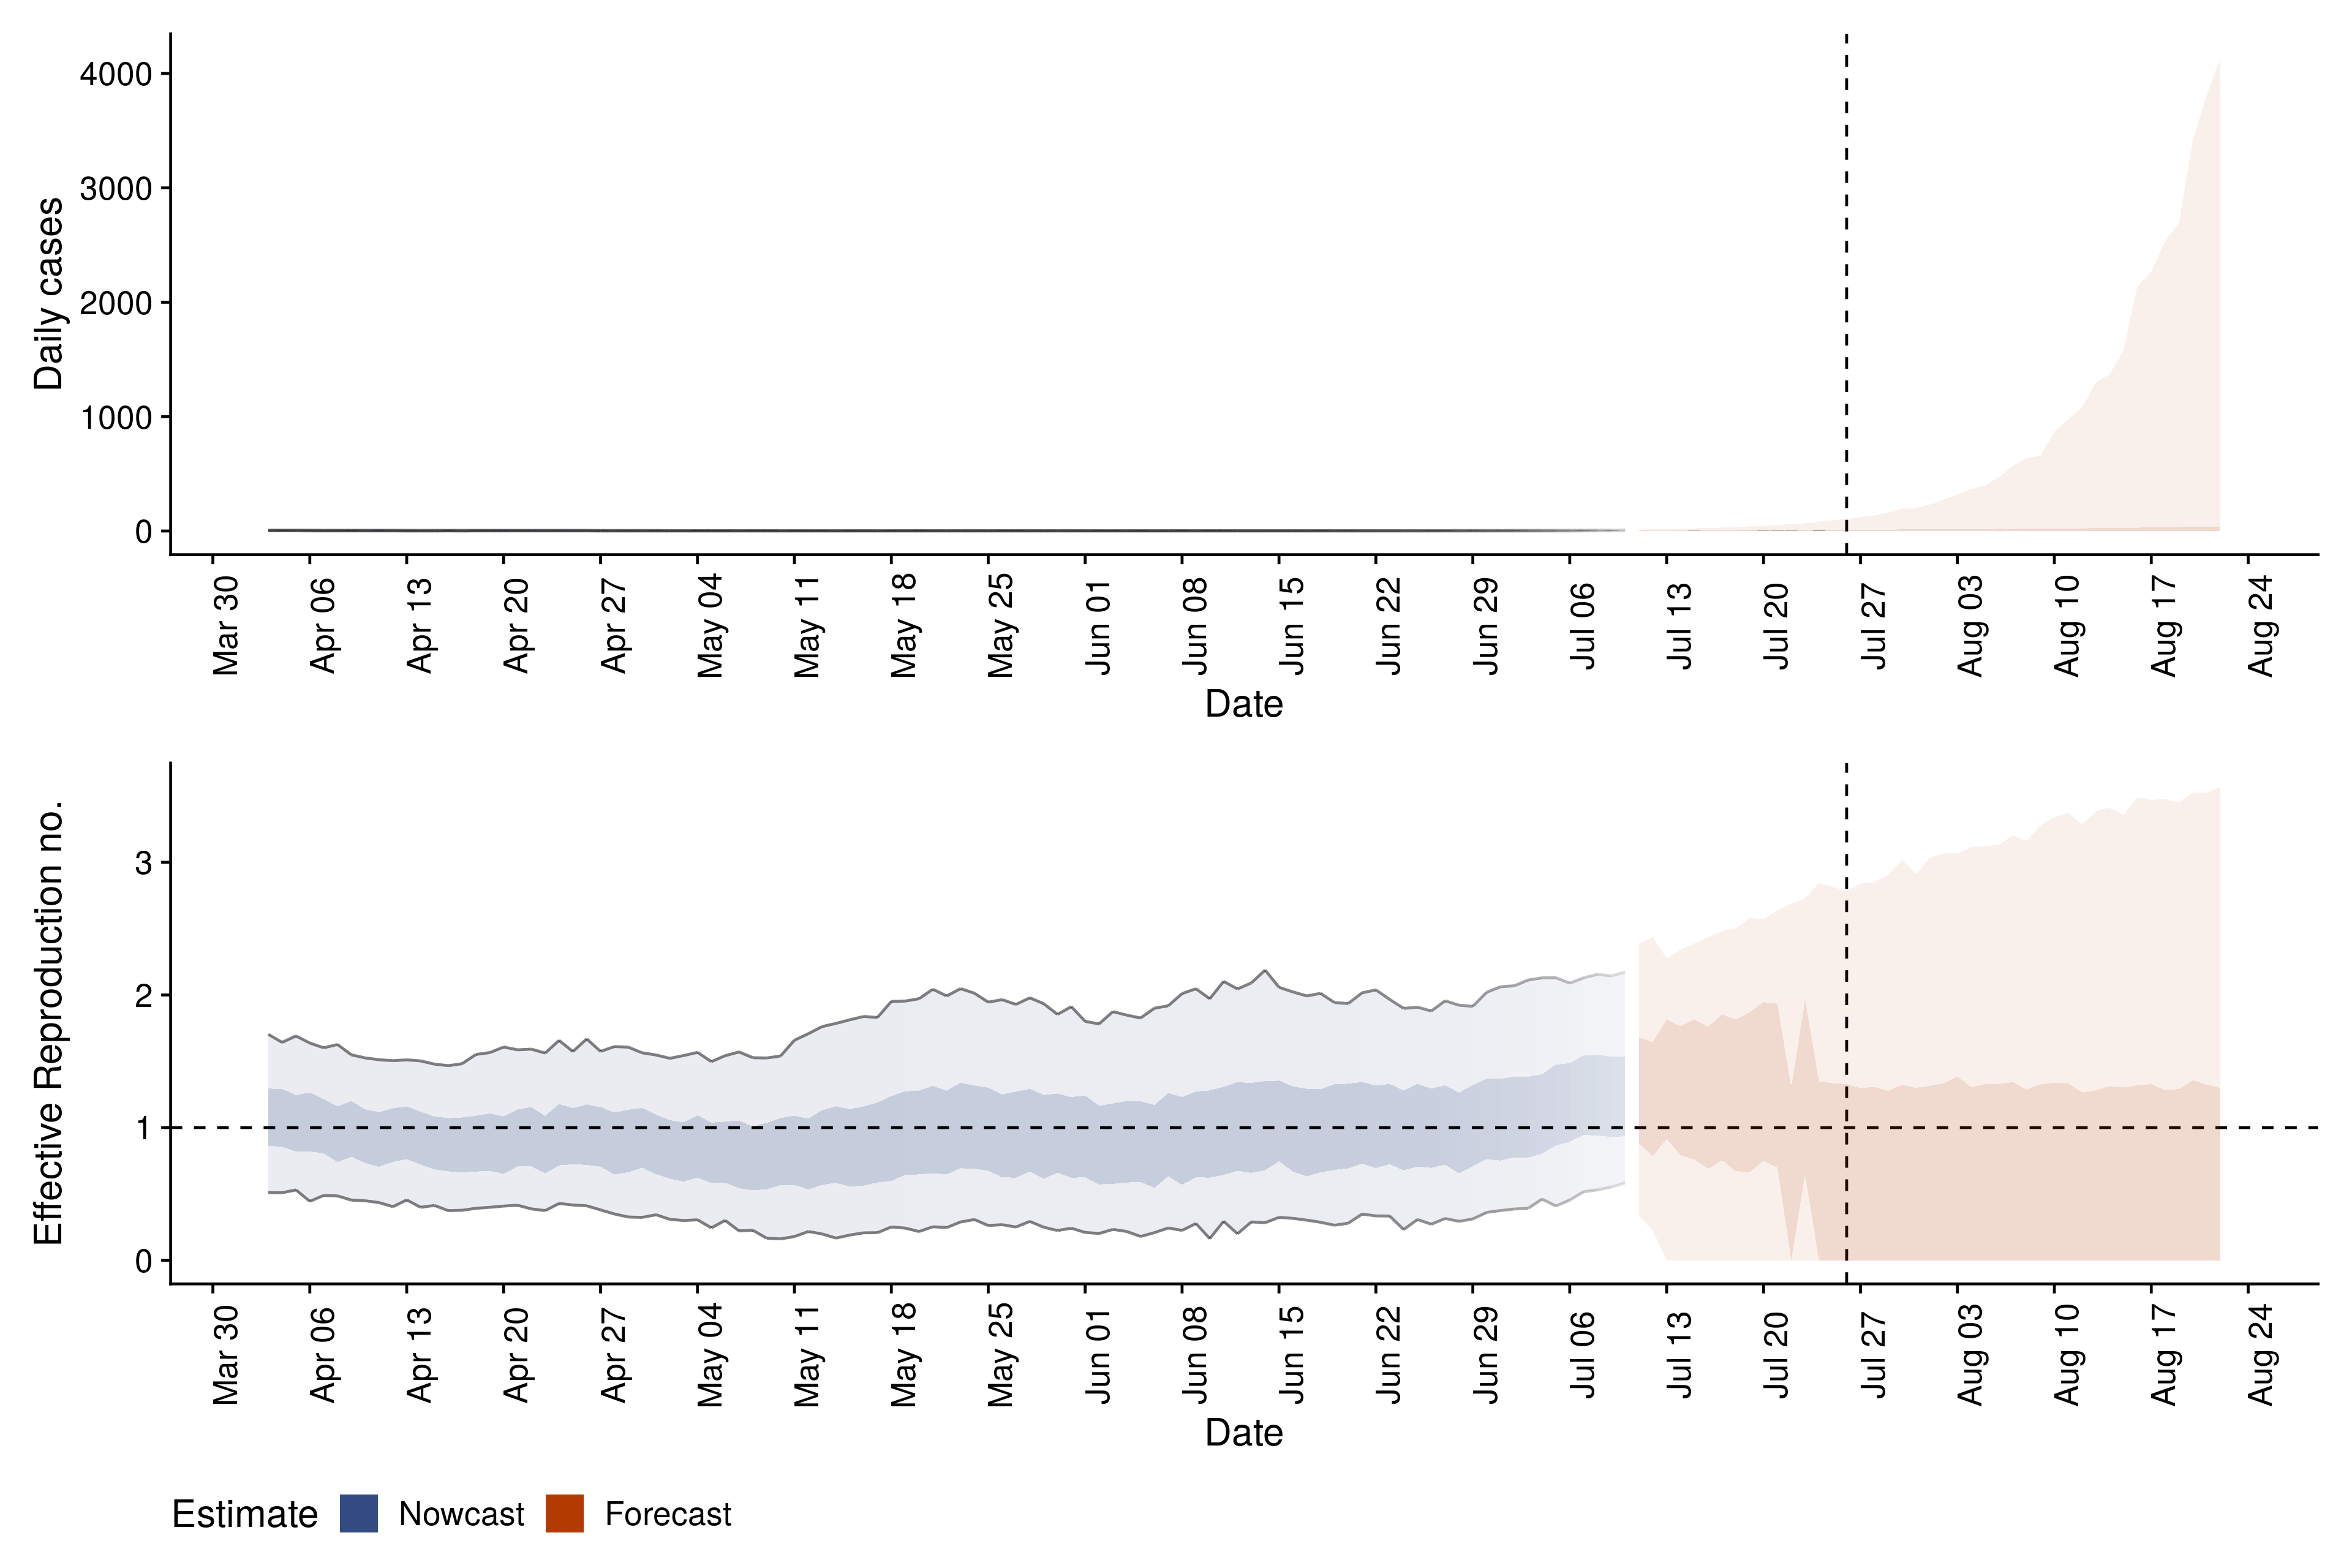 Daily cases
4000
3000
2000
1000
0
Mar 30
Apr 06
Apr 13
Apr 20
Apr 27
May 04
May 11
May 18
May 25
Jun 01
Jun 08
Jun 15
Jun 22
Jun 29
Jul 06
Jul 13
Jul 20
Jul 27
Aug 03
Aug 10
Aug 17
Aug 24
Date
Effective Reproduction no.
3
2
1
0
Mar 30
Apr 06
Apr 13
Apr 20
Apr 27
May 04
May 11
May 18
May 25
Jun 01
Jun 08
Jun 15
Jun 22
Jun 29
Jul 06
Jul 13
Jul 20
Jul 27
Aug 03
Aug 10
Aug 17
Aug 24
Date
Estimate Nowcast Forecast